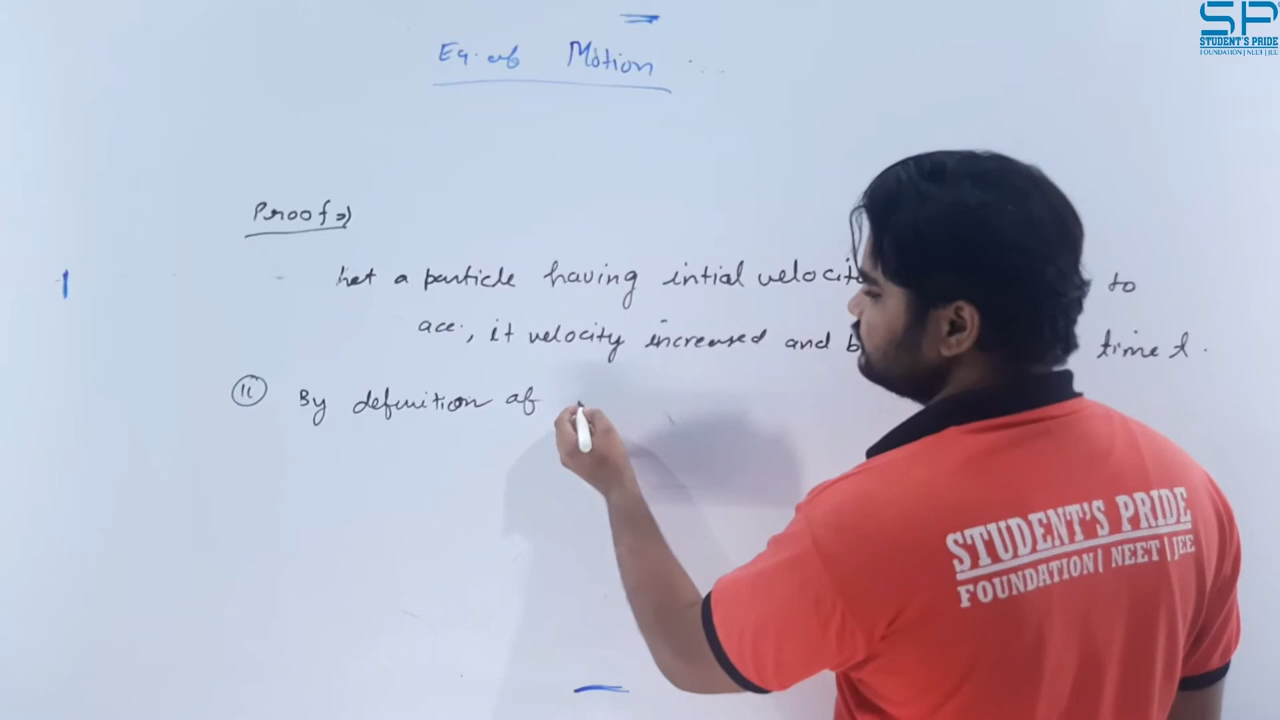 Eq. of Motion
SP
STUDENT'S PRIDE
FOUNDATION | NEET | JEE
Proof ⇒)
Let a particle having intial velocit to
acc., it velocity increased and b time t.
(ii) By definition of
STUDENT'S PRIDE
FOUNDATION | NEET | JEE